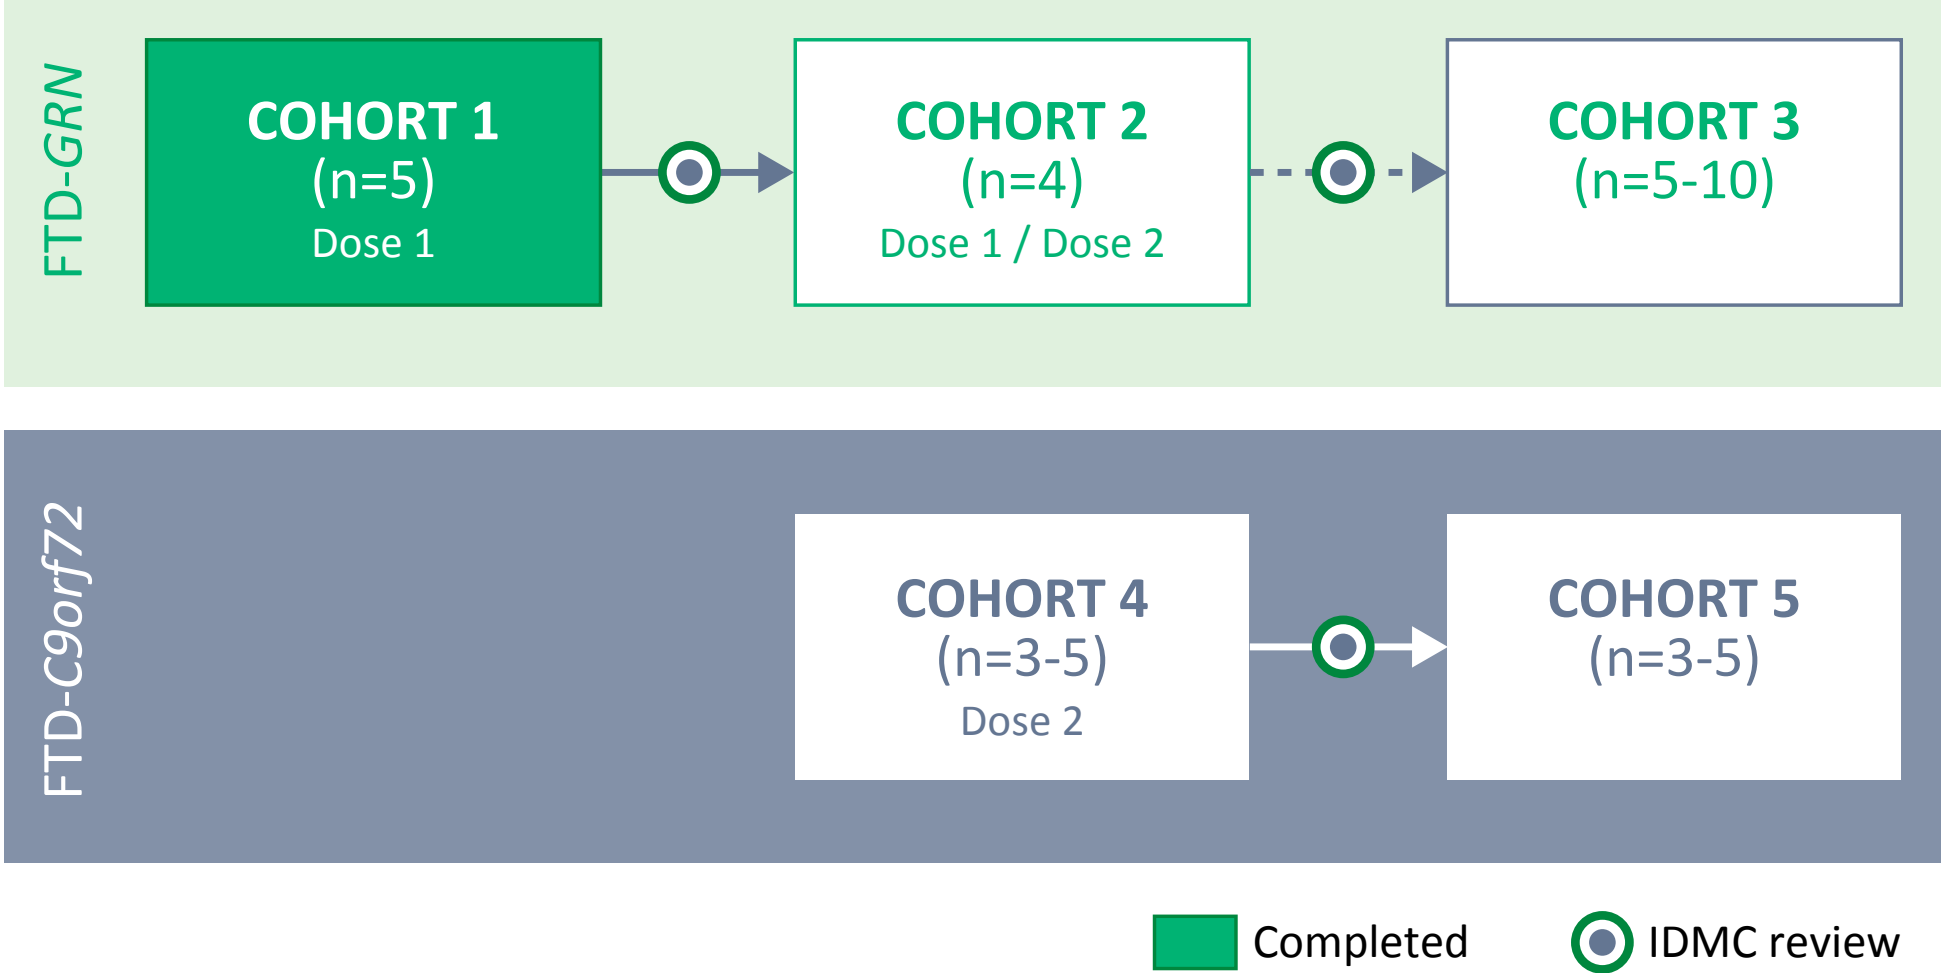 FTD-GRN
COHORT 1
(n=5)
Dose 1
COHORT 2
(n=4)
Dose 1 / Dose 2
COHORT 3
(n=5-10)
FTD-C9orf72
COHORT 4
(n=3-5)
Dose 2
COHORT 5
(n=3-5)
Completed
IDMC review